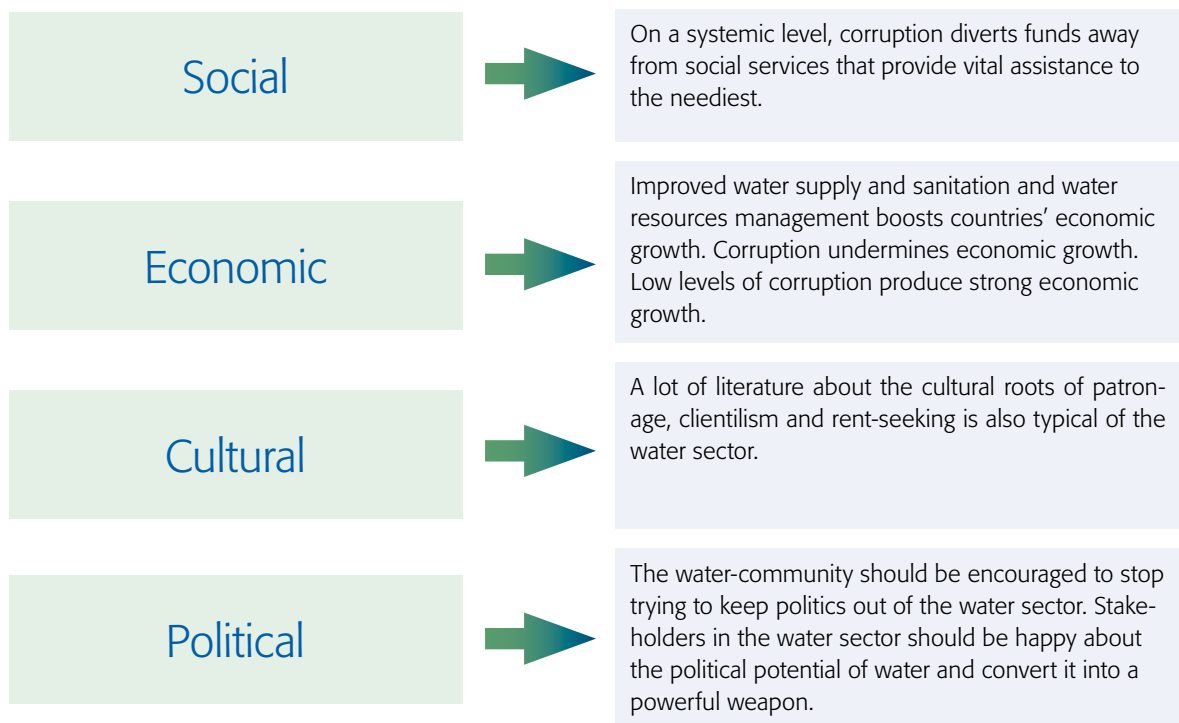 Social
On a systemic level, corruption diverts funds away
from social services that provide vital assistance to
the neediest.
Economic
Improved water supply and sanitation and water
resources management boosts countries’ economic
growth. Corruption undermines economic growth.
Low levels of corruption produce strong economic
growth.
Cultural
A lot of literature about the cultural roots of patron-
age, clientilism and rent-seeking is also typical of the
water sector.
Political
The water-community should be encouraged to stop
trying to keep politics out of the water sector. Stake-
holders in the water sector should be happy about
the political potential of water and convert it into a
powerful weapon.